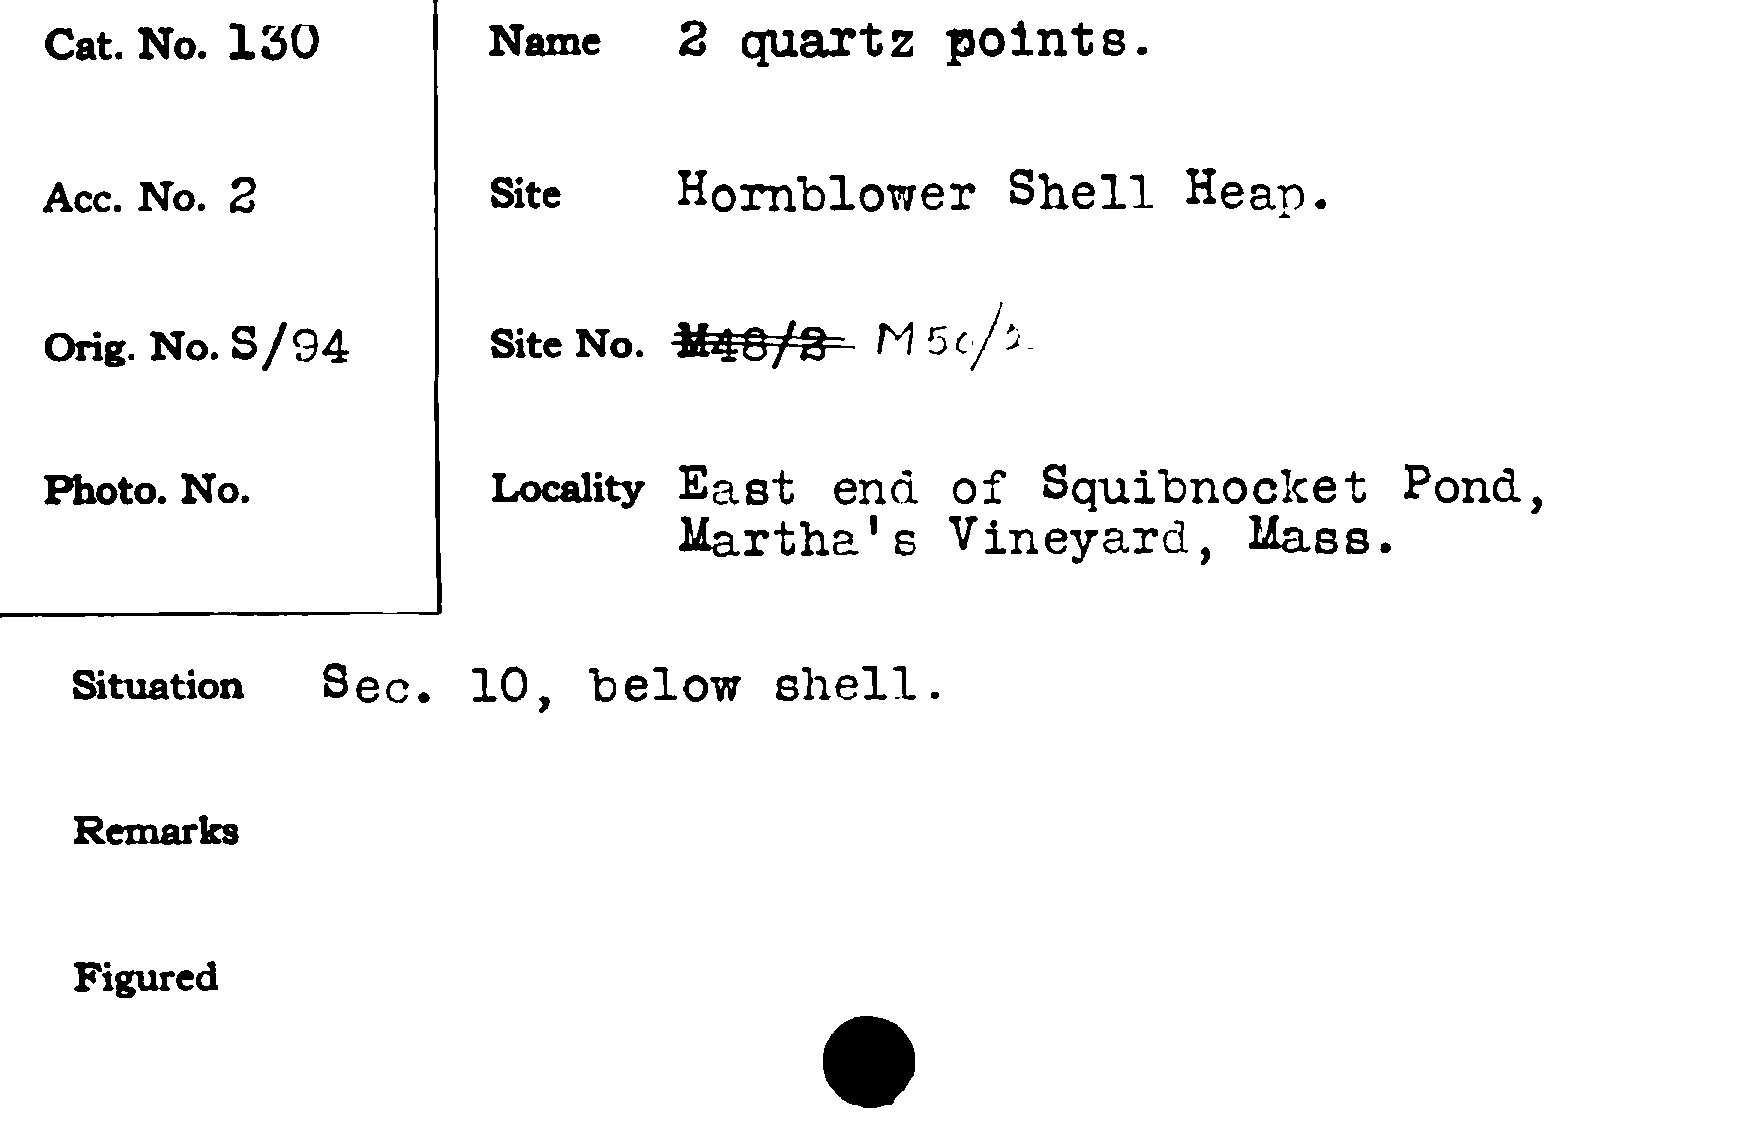 Cat. No. 130
Name 2 quartz points.
Acc. No. 2
Site Hornblower Shell Heap.
Orig. No. S/94
Site No. M48/2
Photo. No.
Locality East end of Squibnocket Pond,
Martha's Vineyard, Mass.
Situation Sec. 10, below shell.
Remarks
Figured